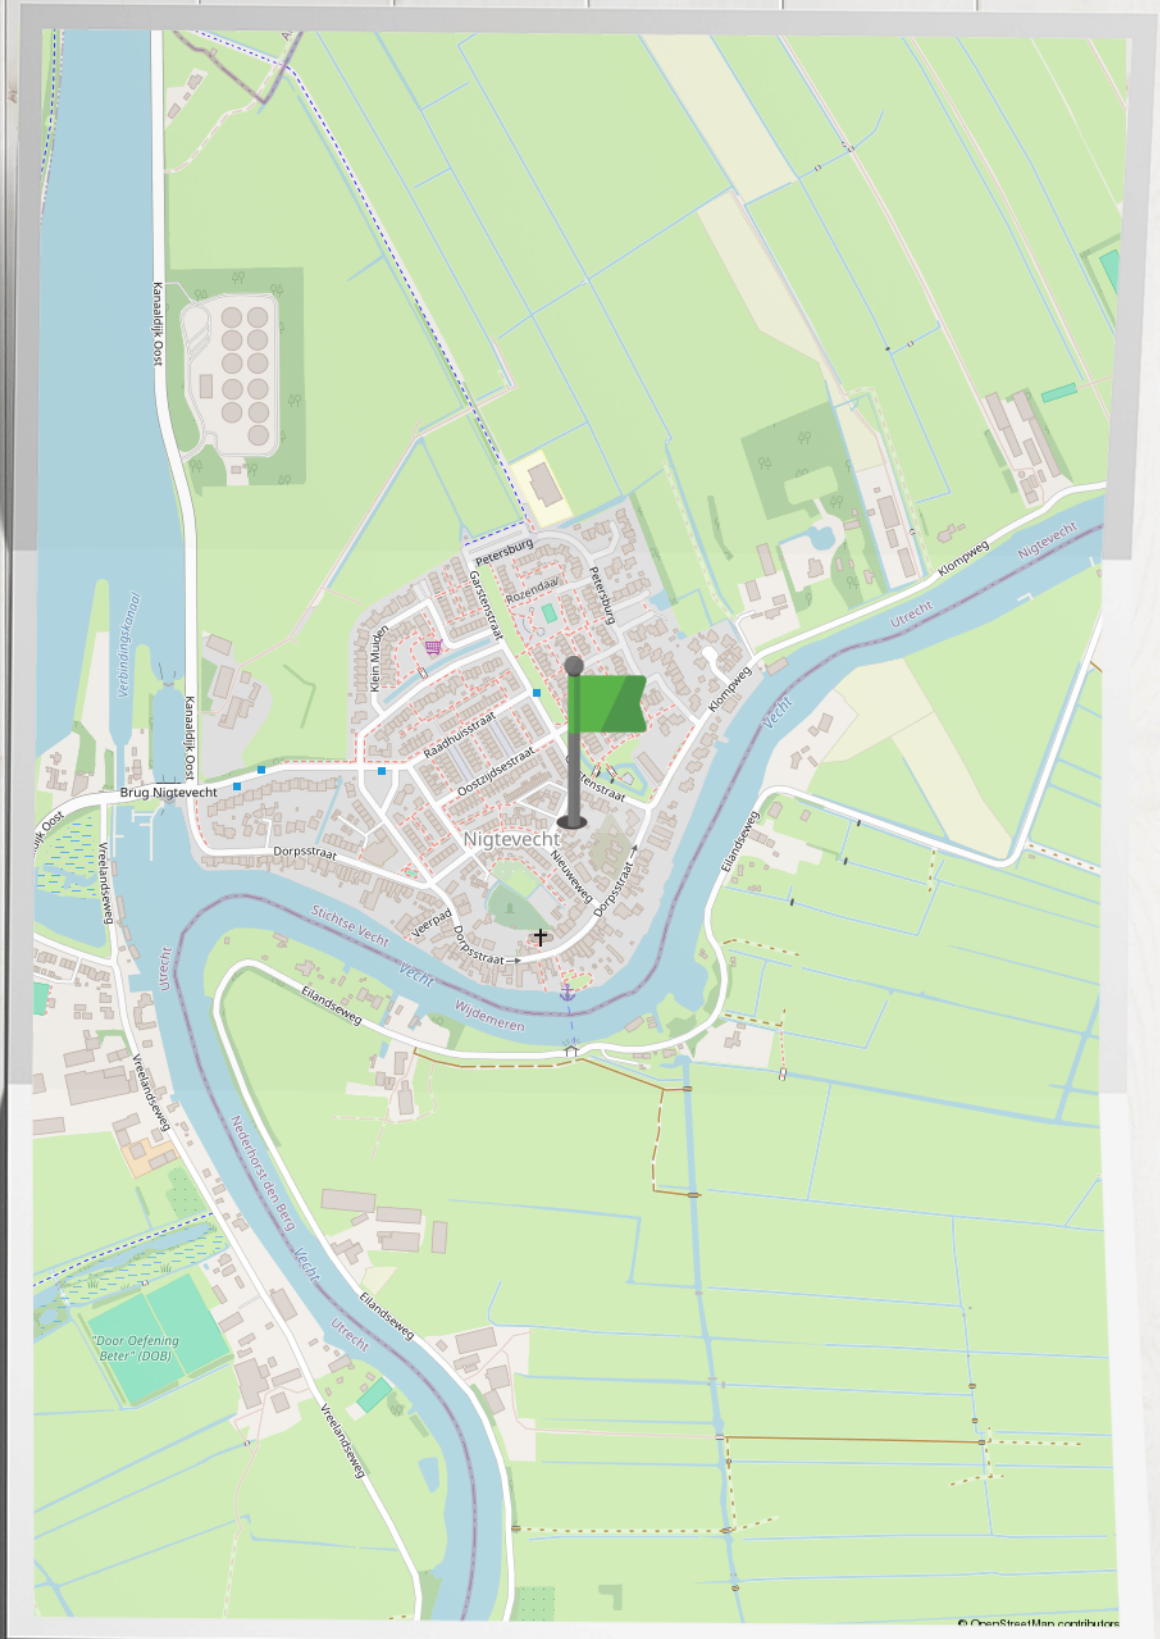 Kanaaldijk Oost
Klompweg
Nigtevecht
Petersburg
Garstenstraat
Rozendaal
Petersburg
Utrecht
Verbindingskanaal
Klein Muiden
Klompweg
Vecht
Kanaaldijk Oost
Raadhuisstraat
Oostzijdsestraat
Brug Nigtevecht
Nigtevecht
Dorpsstraat
Nieuweweg
Dorpsstraat
Eilandseweg
Vreelandseweg
Stichtse Vecht
Veerpad
Dorpsstraat
Utrecht
Vecht
Wijdemeren
Eilandseweg
Vreelandseweg
Nederhorst den Berg
Vecht
Eilandseweg
Utrecht
"Door Oefening
Beter" (DOB)
Vreelandseweg
© OpenStreetMap contributors